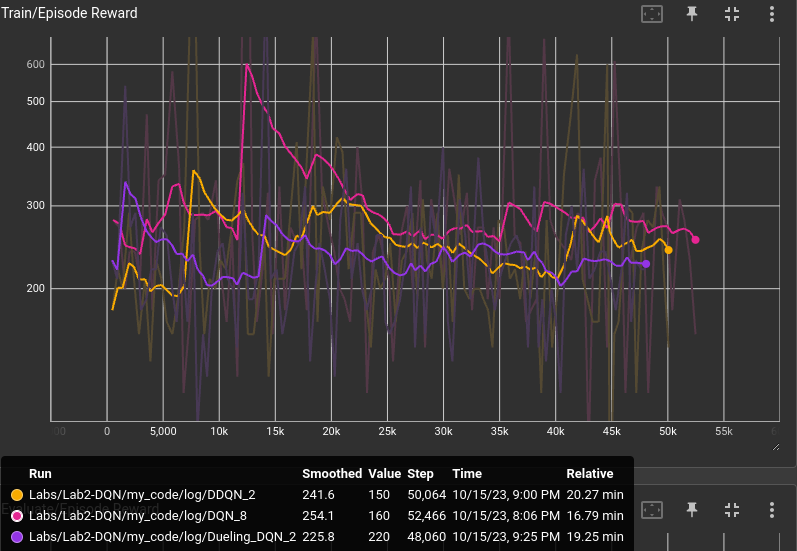 Train/Episode Reward
600
500
400
300
200
0 5,000 10k 15k 20k 25k 30k 35k 40k 45k 50k 55k
Run Smoothed Value Step Time Relative
Labs/Lab2-DQN/my_code/log/DDQN_2 241.6 150 50,064 10/15/23, 9:00 PM 20.27 min
Labs/Lab2-DQN/my_code/log/DQN_8 254.1 160 52,466 10/15/23, 8:06 PM 16.79 min
Labs/Lab2-DQN/my_code/log/Dueling_DQN_2 225.8 220 48,060 10/15/23, 9:25 PM 19.25 min